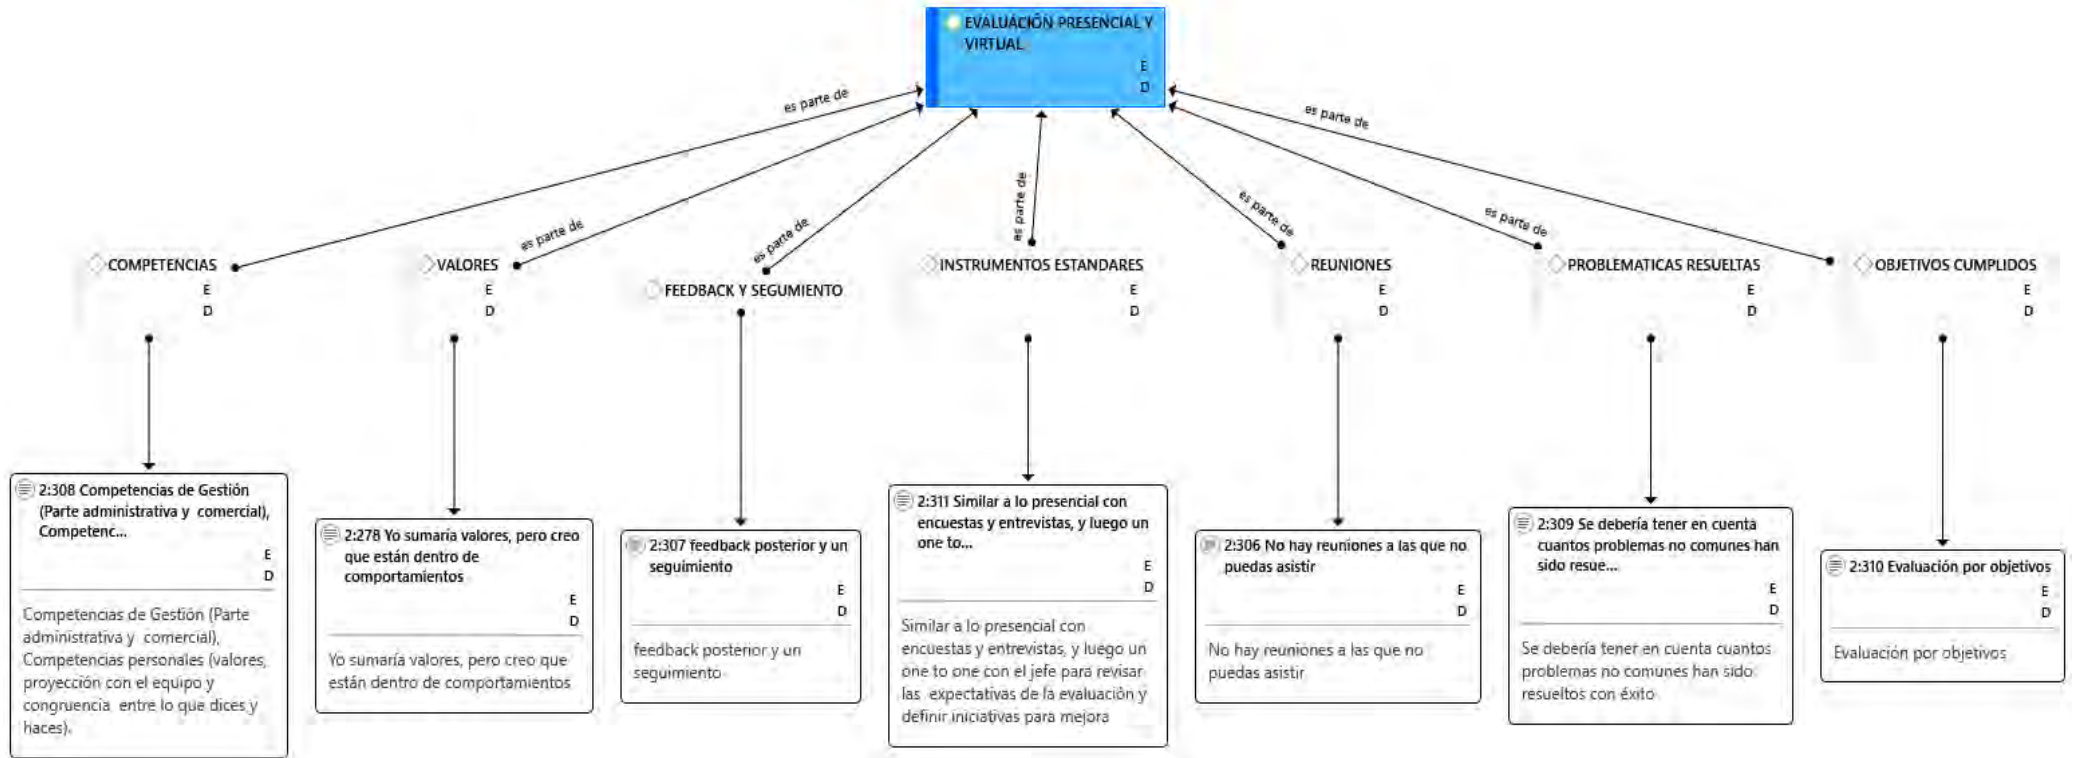 EVALUACIÓN PRESENCIAL Y
VIRTUAL
E
D
es parte de
es parte de
es parte de
es parte de
es parte de
es parte de
es parte de
COMPETENCIAS
E
D
VALORES
E
D
FEEDBACK Y SEGUMIENTO
INSTRUMENTOS ESTANDARES
E
D
REUNIONES
E
D
PROBLEMATICAS RESUELTAS
E
D
OBJETIVOS CUMPLIDOS
E
D
2:308 Competencias de Gestión
(Parte administrativa y comercial),
Competenc...
E
D
Competencias de Gestión (Parte
administrativa y comercial),
Competencias personales (valores,
proyección con el equipo y
congruencia entre lo que dices y
haces).
2:278 Yo sumaría valores, pero creo
que están dentro de
comportamientos
E
D
Yo sumaría valores, pero creo que
están dentro de comportamientos
2:307 feedback posterior y un
seguimiento
E
D
feedback posterior y un
seguimiento
2:311 Similar a lo presencial con
encuestas y entrevistas, y luego un
one to...
E
D
Similar a lo presencial con
encuestas y entrevistas, y luego un
one to one con el jefe para revisar
las expectativas de la evaluación y
definir iniciativas para mejora
2:306 No hay reuniones a las que no
puedas asistir
E
D
No hay reuniones a las que no
puedas asistir
2:309 Se debería tener en cuenta
cuantos problemas no comunes han
sido resue...
E
D
Se debería tener en cuenta cuantos
problemas no comunes han sido
resueltos con éxito
2:310 Evaluación por objetivos
E
D
Evaluación por objetivos